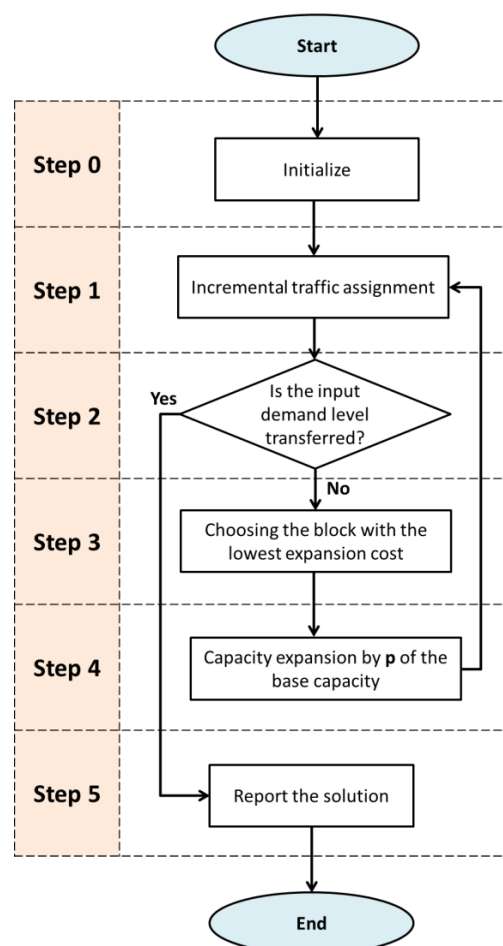 Start
Step 0
Initialize
Step 1
Incremental traffic assignment
Step 2
Yes
Is the input
demand level
transferred?
No
Step 3
Choosing the block with the
lowest expansion cost
Step 4
Capacity expansion by p of the
base capacity
Step 5
Report the solution
End